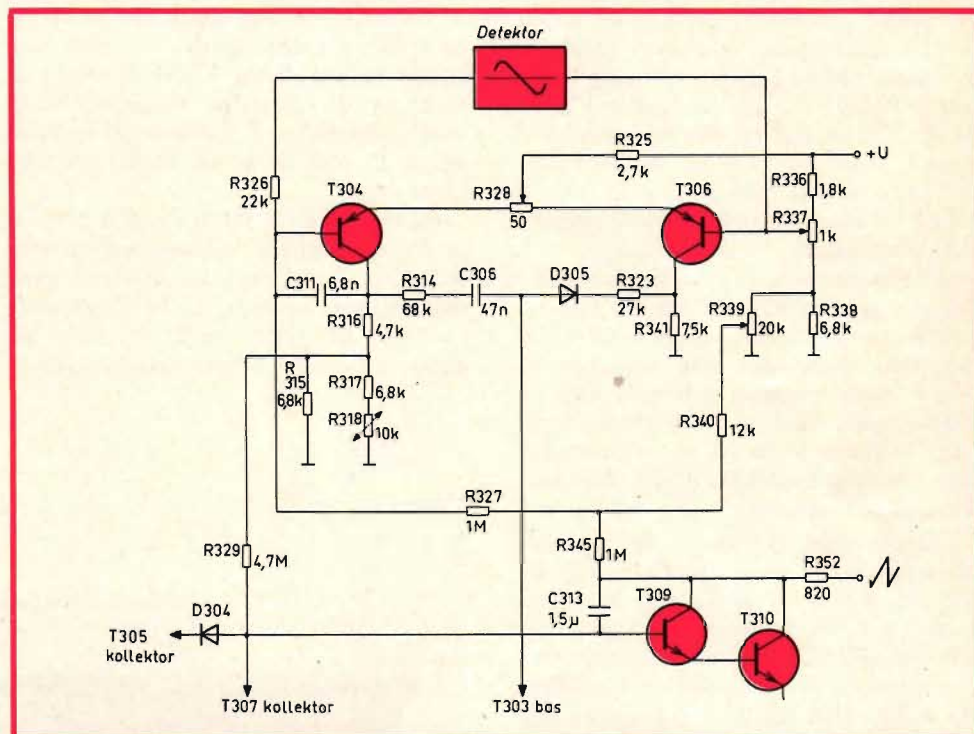 Detektor
R325
2,7k
+U
R326
22k
T304
R328
50
T306
R336
1,8k
R337
1k
C311
6,8n
R314
68k
C306
47n
D305
R323
27k
R316
4,7k
R341
7,5k
R339
20k
R338
6,8k
R
315
6,8k
R317
6,8k
R318
10k
R340
12k
R327
1M
R329
4,7M
R345
1M
R352
820
C313
1,5µ
T309
T310
D304
T305
kollektor
T307 kollektor
T303 bas